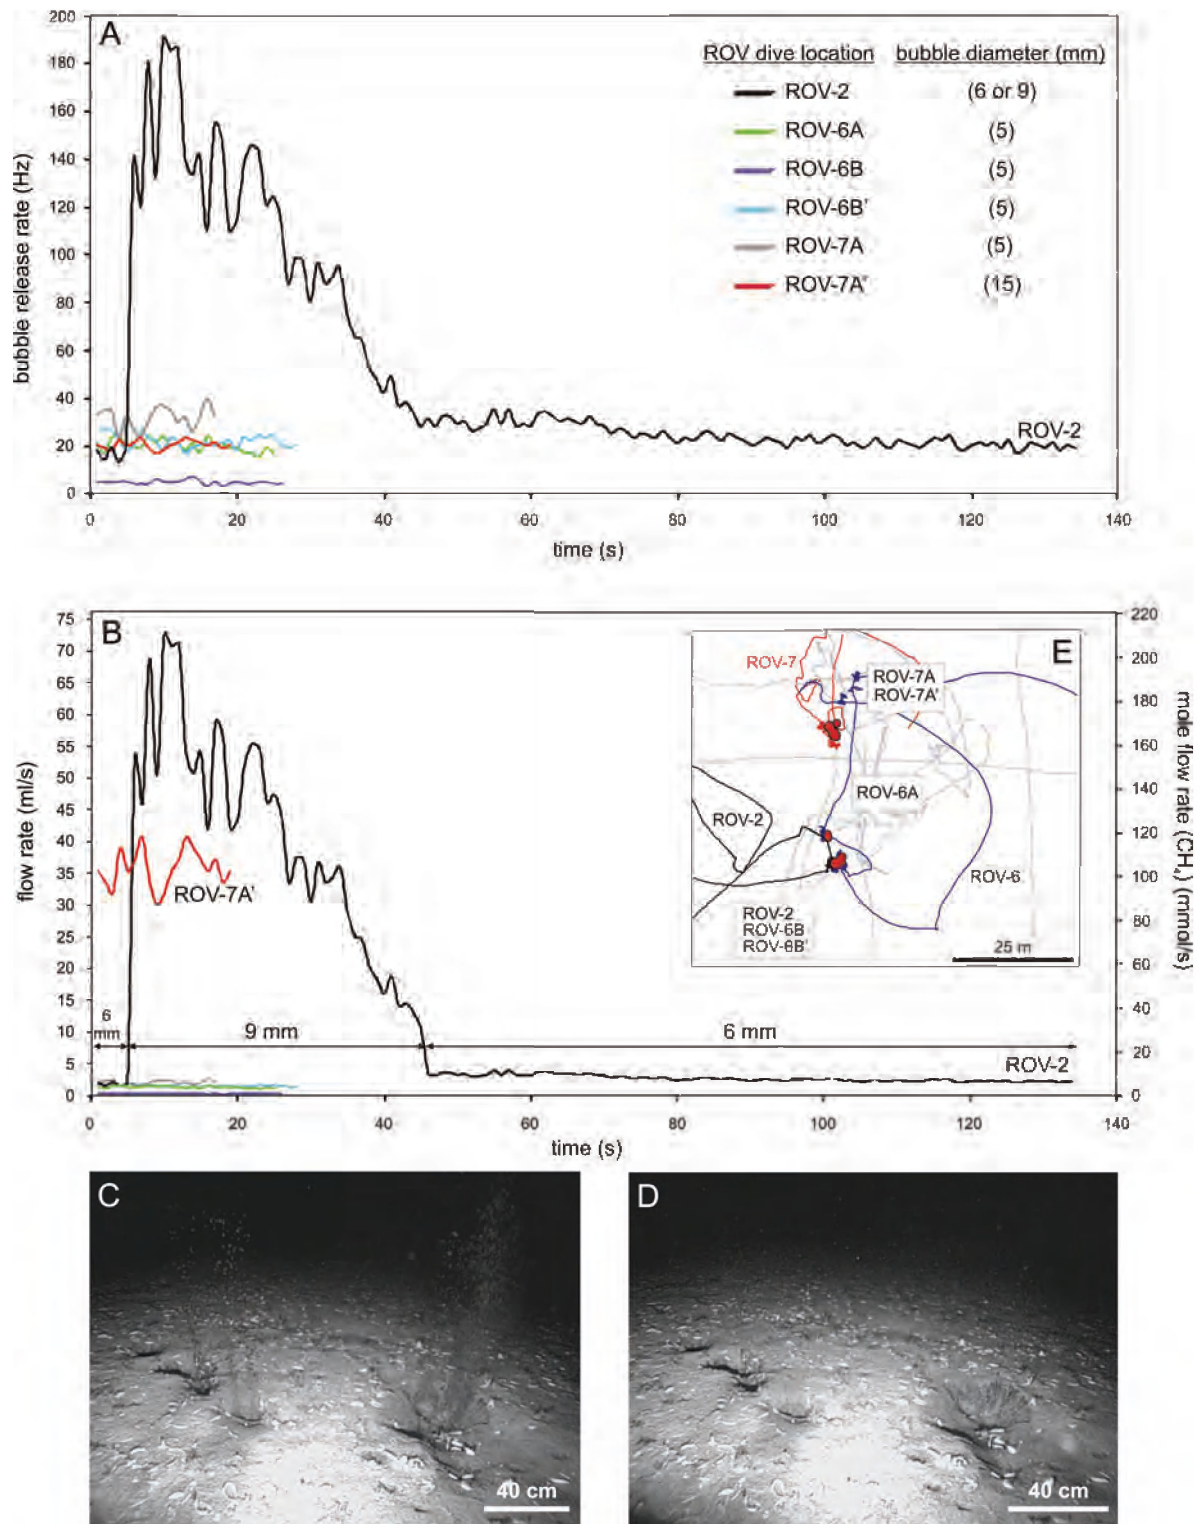 A
200
180
160
140
120
100
80
60
40
20
0
bubble release rate (Hz)
ROV dive location bubble diameter (mm)
ROV-2 (6 or 9)
ROV-6A (5)
ROV-6B (5)
ROV-6B' (5)
ROV-7A (5)
ROV-7A' (15)
ROV-2
0 20 40 60 80 100 120 140
time (s)
B
75
70
65
60
55
50
45
40
35
30
25
20
15
10
5
0
flow rate (ml/s)
ROV-7A'
6 mm
9 mm
6 mm
ROV-2
0 20 40 60 80 100 120 140
time (s)
220
200
180
160
140
120
100
80
60
40
20
0
mole flow rate (CH₄) (mmol/s)
E
ROV-7
ROV-7A
ROV-7A'
ROV-6A
ROV-2
ROV-6
ROV-2
ROV-6B
ROV-6B'
25 m
C
40 cm
D
40 cm